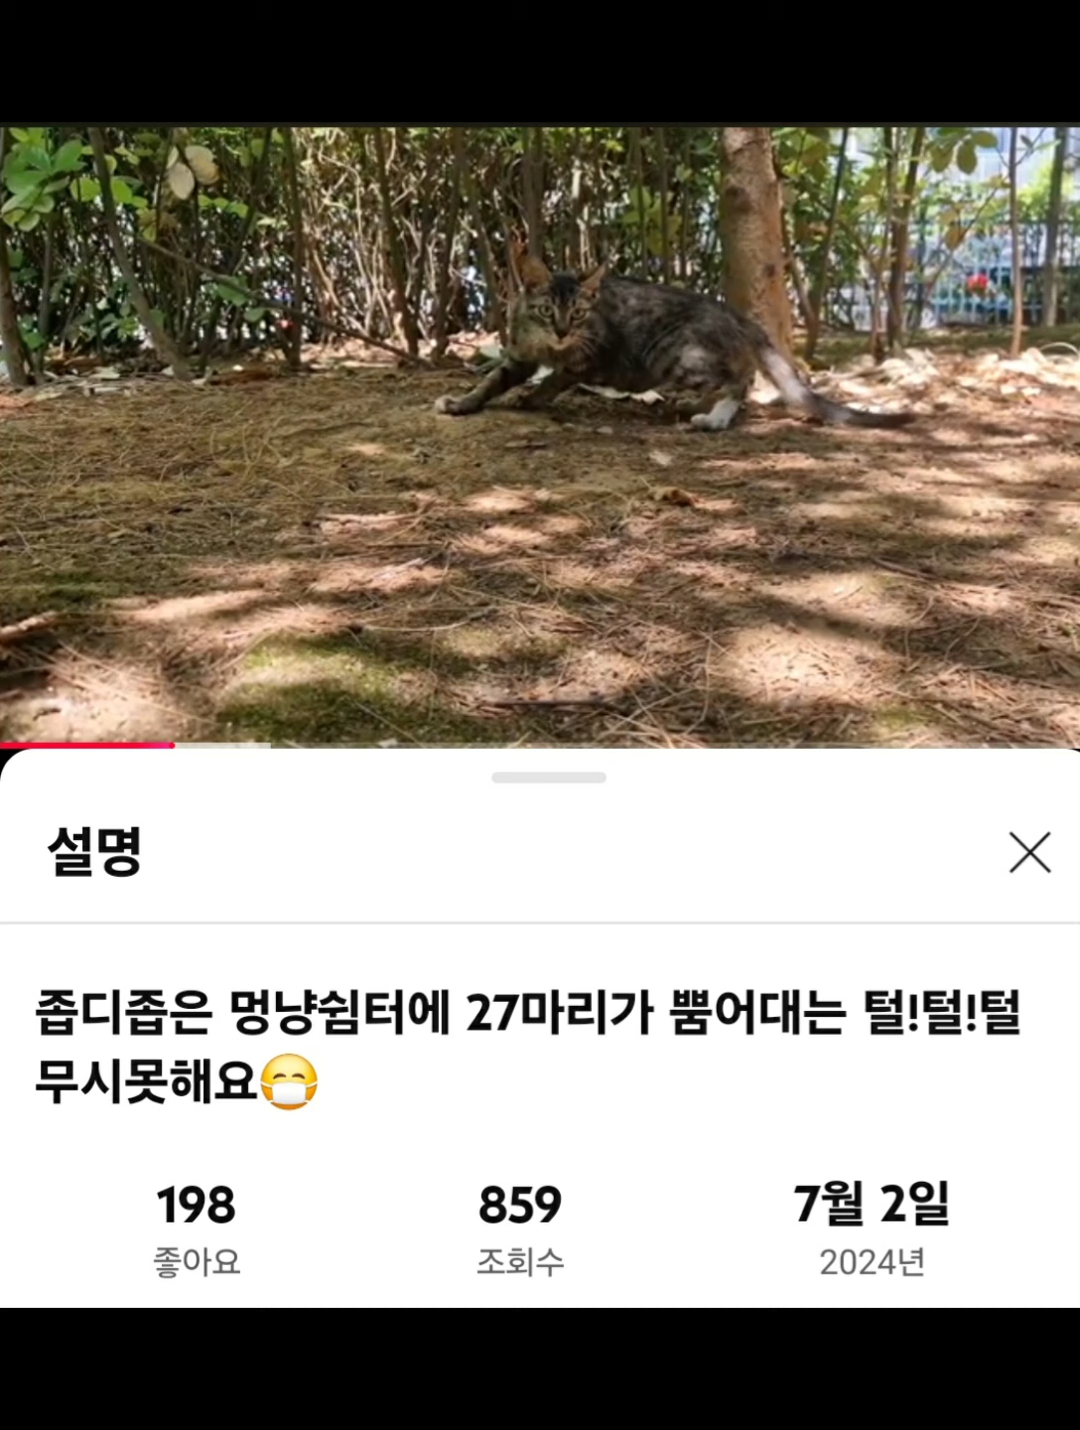 설명
좁디좁은 멍냥쉼터에 27마리가 뿜어대는 털!털!털
무시못해요😷
198 859 7월 2일
좋아요 조회수 2024년